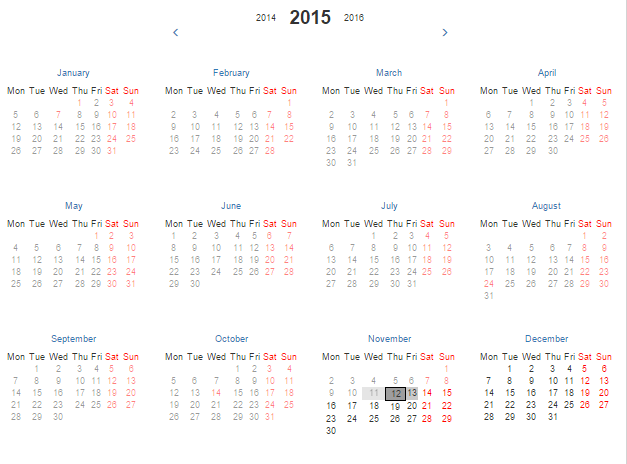 2014 2015 2016
January
Mon Tue Wed Thu Fri Sat Sun
1 2 3 4
5 6 7 8 9 10 11
12 13 14 15 16 17 18
19 20 21 22 23 24 25
26 27 28 29 30 31
February
Mon Tue Wed Thu Fri Sat Sun
1
2 3 4 5 6 7 8
9 10 11 12 13 14 15
16 17 18 19 20 21 22
23 24 25 26 27 28
March
Mon Tue Wed Thu Fri Sat Sun
1
2 3 4 5 6 7 8
9 10 11 12 13 14 15
16 17 18 19 20 21 22
23 24 25 26 27 28 29
30 31
April
Mon Tue Wed Thu Fri Sat Sun
1 2 3 4 5
6 7 8 9 10 11 12
13 14 15 16 17 18 19
20 21 22 23 24 25 26
27 28 29 30
May
Mon Tue Wed Thu Fri Sat Sun
1 2 3
4 5 6 7 8 9 10
11 12 13 14 15 16 17
18 19 20 21 22 23 24
25 26 27 28 29 30 31
June
Mon Tue Wed Thu Fri Sat Sun
1 2 3 4 5 6 7
8 9 10 11 12 13 14
15 16 17 18 19 20 21
22 23 24 25 26 27 28
29 30
July
Mon Tue Wed Thu Fri Sat Sun
1 2 3 4 5
6 7 8 9 10 11 12
13 14 15 16 17 18 19
20 21 22 23 24 25 26
27 28 29 30 31
August
Mon Tue Wed Thu Fri Sat Sun
1 2
3 4 5 6 7 8 9
10 11 12 13 14 15 16
17 18 19 20 21 22 23
24 25 26 27 28 29 30
31
September
Mon Tue Wed Thu Fri Sat Sun
1 2 3 4 5 6
7 8 9 10 11 12 13
14 15 16 17 18 19 20
21 22 23 24 25 26 27
28 29 30
October
Mon Tue Wed Thu Fri Sat Sun
1 2 3 4
5 6 7 8 9 10 11
12 13 14 15 16 17 18
19 20 21 22 23 24 25
26 27 28 29 30 31
November
Mon Tue Wed Thu Fri Sat Sun
1
2 3 4 5 6 7 8
9 10 11 12 13 14 15
16 17 18 19 20 21 22
23 24 25 26 27 28 29
30
December
Mon Tue Wed Thu Fri Sat Sun
1 2 3 4 5 6
7 8 9 10 11 12 13
14 15 16 17 18 19 20
21 22 23 24 25 26 27
28 29 30 31